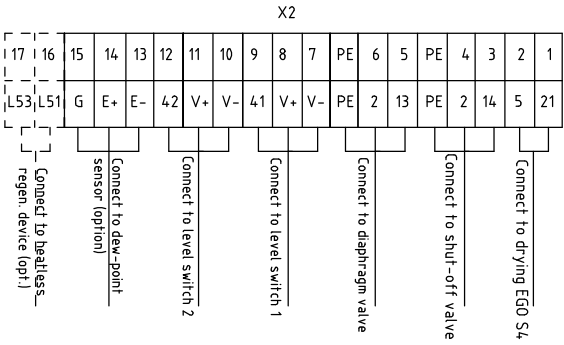 X2
17 16 15 14 13 12 11 10 9 8 7 PE 6 5 PE 4 3 2 1
L53 L51 G E+ E- 42 V+ V- 41 V+ V- PE 2 13 PE 2 14 5 21
Connect to heatless
regen. device (opt.)
Connect to dew-point
sensor (option)
Connect to level switch 2
Connect to level switch 1
Connect to diaphragm valve
Connect to shut-off valve
Connect to drying EGO S4